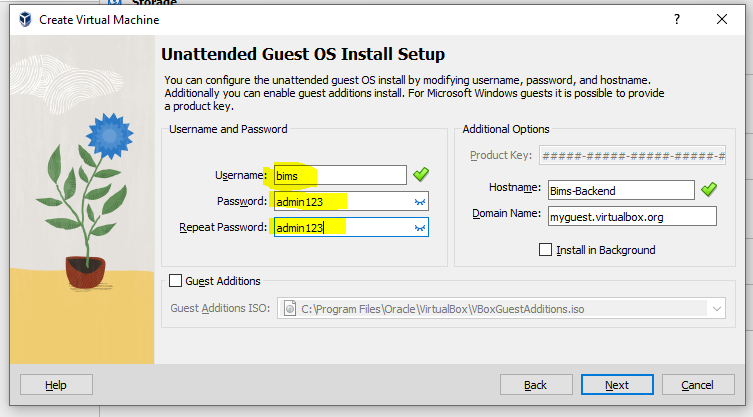 Create Virtual Machine
Unattended Guest OS Install Setup
You can configure the unattended guest OS install by modifying username, password, and hostname.
Additionally you can enable guest additions install. For Microsoft Windows guests it is possible to provide
a product key.
Username and Password
Username: bims
Password: admin123
Repeat Password: admin123
Additional Options
Product Key: #####-#####-#####-#####-#
Hostname: Bims-Backend
Domain Name: myguest.virtualbox.org
Install in Background
Guest Additions
Guest Additions ISO: C:\Program Files\Oracle\VirtualBox\VBoxGuestAdditions.iso
Help Back Next Cancel